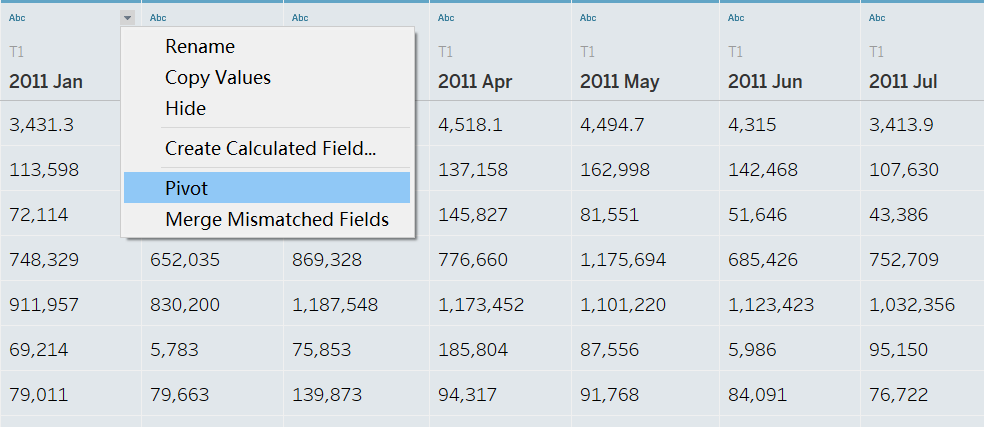 Abc Abc Abc Abc Abc Abc Abc
T1 T1 T1 T1 T1
2011 Jan 2011 Apr 2011 May 2011 Jun 2011 Jul
Rename
Copy Values
Hide
Create Calculated Field...
Pivot
Merge Mismatched Fields
3,431.3 4,518.1 4,494.7 4,315 3,413.9
113,598 137,158 162,998 142,468 107,630
72,114 145,827 81,551 51,646 43,386
748,329 652,035 869,328 776,660 1,175,694 685,426 752,709
911,957 830,200 1,187,548 1,173,452 1,101,220 1,123,423 1,032,356
69,214 5,783 75,853 185,804 87,556 5,986 95,150
79,011 79,663 139,873 94,317 91,768 84,091 76,722